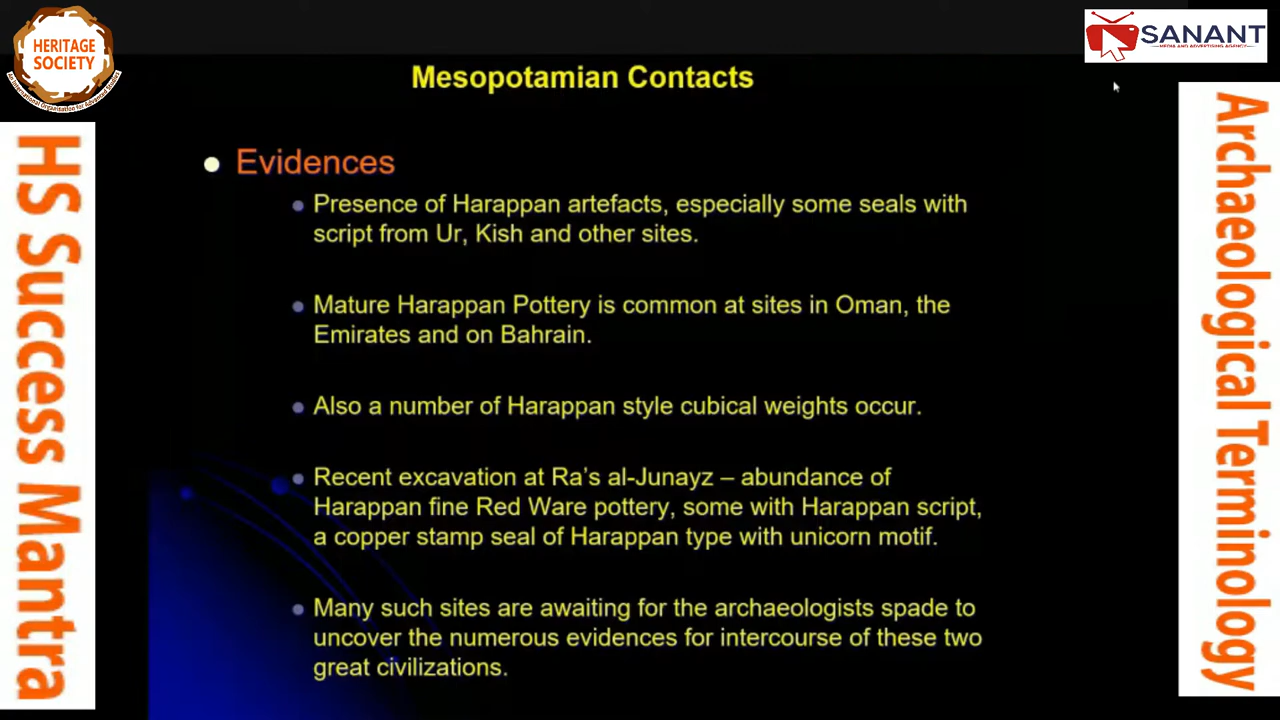 HERITAGE
SOCIETY
SANANT
MEDIA AND ADVERTISING AGENCY
Mesopotamian Contacts
Evidences
Presence of Harappan artefacts, especially some seals with
script from Ur, Kish and other sites.
Mature Harappan Pottery is common at sites in Oman, the
Emirates and on Bahrain.
Also a number of Harappan style cubical weights occur.
Recent excavation at Ra’s al-Junayz – abundance of
Harappan fine Red Ware pottery, some with Harappan script,
a copper stamp seal of Harappan type with unicorn motif.
Many such sites are awaiting for the archaeologists spade to
uncover the numerous evidences for intercourse of these two
great civilizations.
HS Success Mantra
Archaeological Terminology